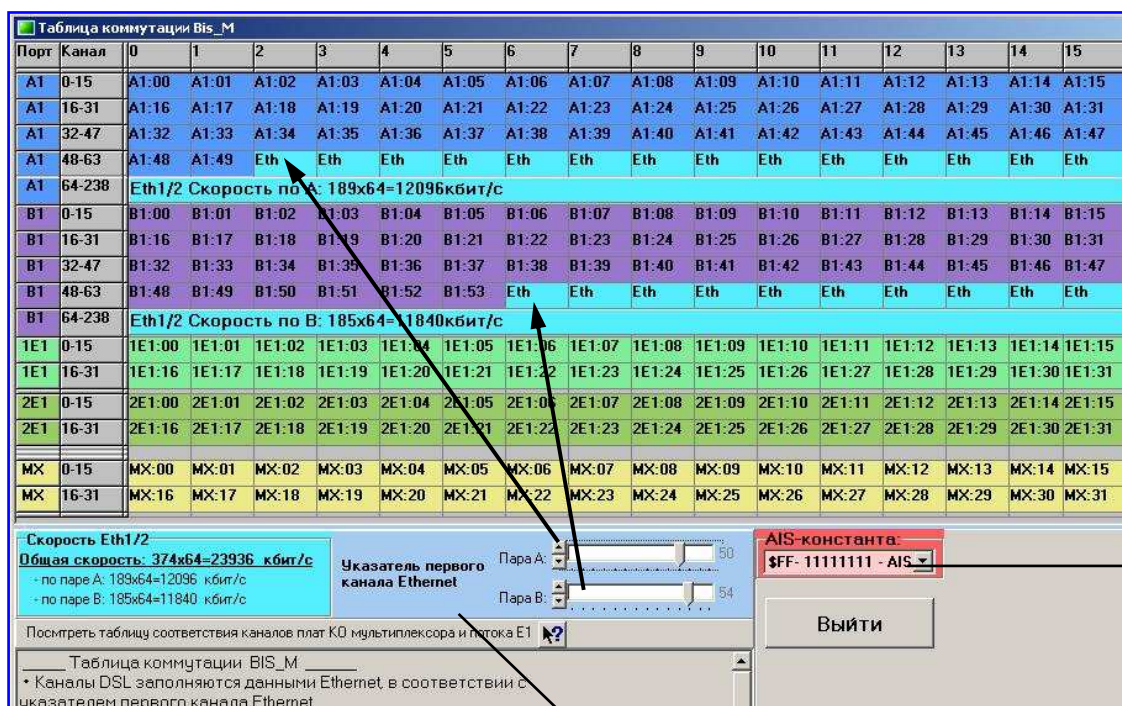 Таблица коммутации Bis_M
Порт Канал 0 1 2 3 4 5 6 7 8 9 10 11 12 13 14 15
A1 0-15 A1:00 A1:01 A1:02 A1:03 A1:04 A1:05 A1:06 A1:07 A1:08 A1:09 A1:10 A1:11 A1:12 A1:13 A1:14 A1:15
A1 16-31 A1:16 A1:17 A1:18 A1:19 A1:20 A1:21 A1:22 A1:23 A1:24 A1:25 A1:26 A1:27 A1:28 A1:29 A1:30 A1:31
A1 32-47 A1:32 A1:33 A1:34 A1:35 A1:36 A1:37 A1:38 A1:39 A1:40 A1:41 A1:42 A1:43 A1:44 A1:45 A1:46 A1:47
A1 48-63 A1:48 A1:49 Eth Eth Eth Eth Eth Eth Eth Eth Eth Eth Eth Eth Eth Eth
A1 64-238 Eth1/2 Скорость по A: 189x64=12096кбит/с
B1 0-15 B1:00 B1:01 B1:02 B1:03 B1:04 B1:05 B1:06 B1:07 B1:08 B1:09 B1:10 B1:11 B1:12 B1:13 B1:14 B1:15
B1 16-31 B1:16 B1:17 B1:18 B1:19 B1:20 B1:21 B1:22 B1:23 B1:24 B1:25 B1:26 B1:27 B1:28 B1:29 B1:30 B1:31
B1 32-47 B1:32 B1:33 B1:34 B1:35 B1:36 B1:37 B1:38 B1:39 B1:40 B1:41 B1:42 B1:43 B1:44 B1:45 B1:46 B1:47
B1 48-63 B1:48 B1:49 B1:50 B1:51 B1:52 B1:53 Eth Eth Eth Eth Eth Eth Eth Eth Eth Eth
B1 64-238 Eth1/2 Скорость по B: 185x64=11840кбит/с
1E1 0-15 1E1:00 1E1:01 1E1:02 1E1:03 1E1:04 1E1:05 1E1:06 1E1:07 1E1:08 1E1:09 1E1:10 1E1:11 1E1:12 1E1:13 1E1:14 1E1:15
1E1 16-31 1E1:16 1E1:17 1E1:18 1E1:19 1E1:20 1E1:21 1E1:22 1E1:23 1E1:24 1E1:25 1E1:26 1E1:27 1E1:28 1E1:29 1E1:30 1E1:31
2E1 0-15 2E1:00 2E1:01 2E1:02 2E1:03 2E1:04 2E1:05 2E1:06 2E1:07 2E1:08 2E1:09 2E1:10 2E1:11 2E1:12 2E1:13 2E1:14 2E1:15
2E1 16-31 2E1:16 2E1:17 2E1:18 2E1:19 2E1:20 2E1:21 2E1:22 2E1:23 2E1:24 2E1:25 2E1:26 2E1:27 2E1:28 2E1:29 2E1:30 2E1:31
MX 0-15 MX:00 MX:01 MX:02 MX:03 MX:04 MX:05 MX:06 MX:07 MX:08 MX:09 MX:10 MX:11 MX:12 MX:13 MX:14 MX:15
MX 16-31 MX:16 MX:17 MX:18 MX:19 MX:20 MX:21 MX:22 MX:23 MX:24 MX:25 MX:26 MX:27 MX:28 MX:29 MX:30 MX:31
Скорость Eth1/2
Общая скорость: 374x64=23936 кбит/с
- по паре A: 189x64=12096 кбит/с
- по паре B: 185x64=11840 кбит/с
Указатель первого
канала Ethernet
Пара A: 50
Пара B: 54
AIS-константа:
$FF- 11111111 - AIS
Выйти
Посмтреть таблицу соответствия каналов плат КО мультиплексора и потока E1
_____ Таблица коммутации BIS_M _____
• Каналы DSL заполняются данными Ethernet, в соответствии с
указателем первого канала Ethernet